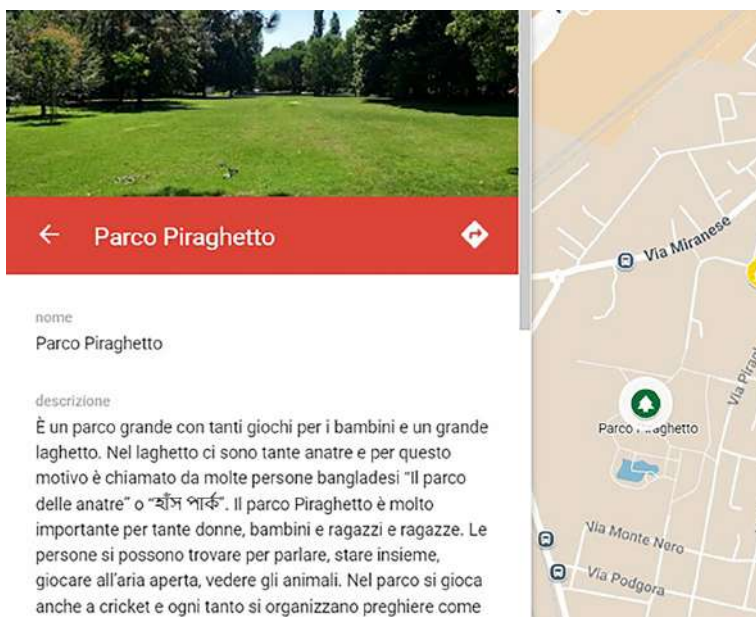 Parco Piraghetto
nome
Parco Piraghetto
descrizione
È un parco grande con tanti giochi per i bambini e un grande
laghetto. Nel laghetto ci sono tante anatre e per questo
motivo è chiamato da molte persone bangladesi “Il parco
delle anatre” o “হাঁস পার্ক”. Il parco Piraghetto è molto
importante per tante donne, bambini e ragazzi e ragazze. Le
persone si possono trovare per parlare, stare insieme,
giocare all’aria aperta, vedere gli animali. Nel parco si gioca
anche a cricket e ogni tanto si organizzano preghiere come
Via Miranese
Via
Parco
Via Monte Nero
Via Podgora